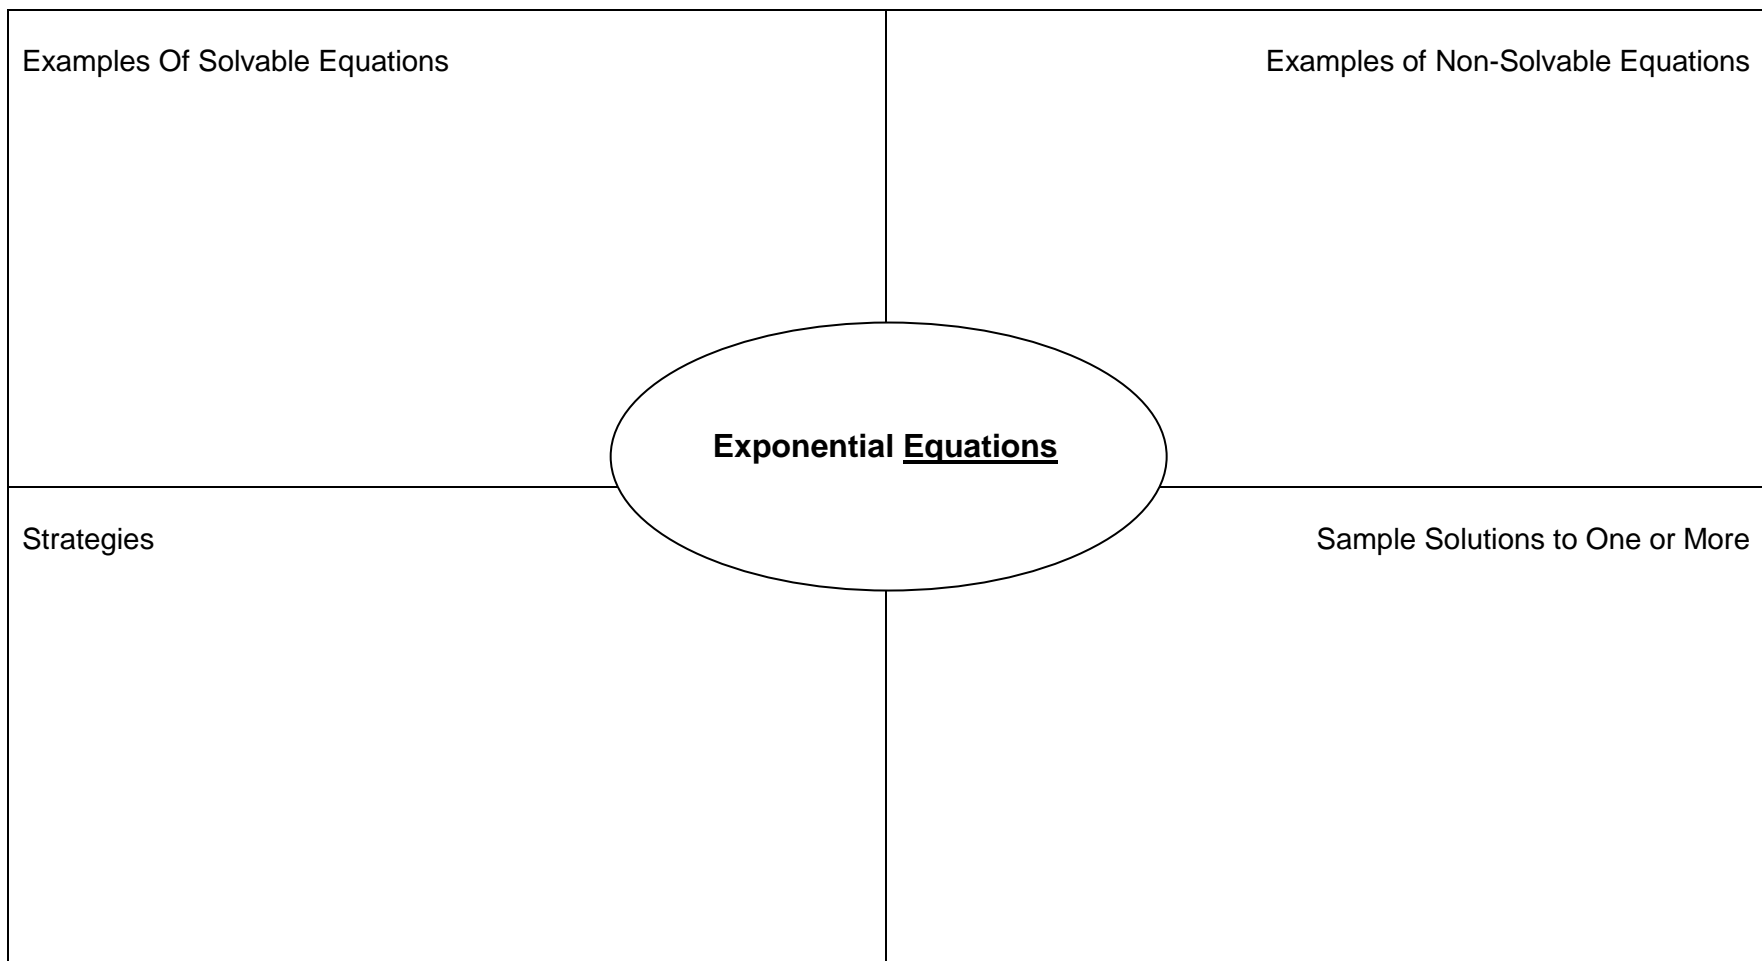 Examples Of Solvable Equations
Examples of Non-Solvable Equations
Exponential Equations
Strategies
Sample Solutions to One or More